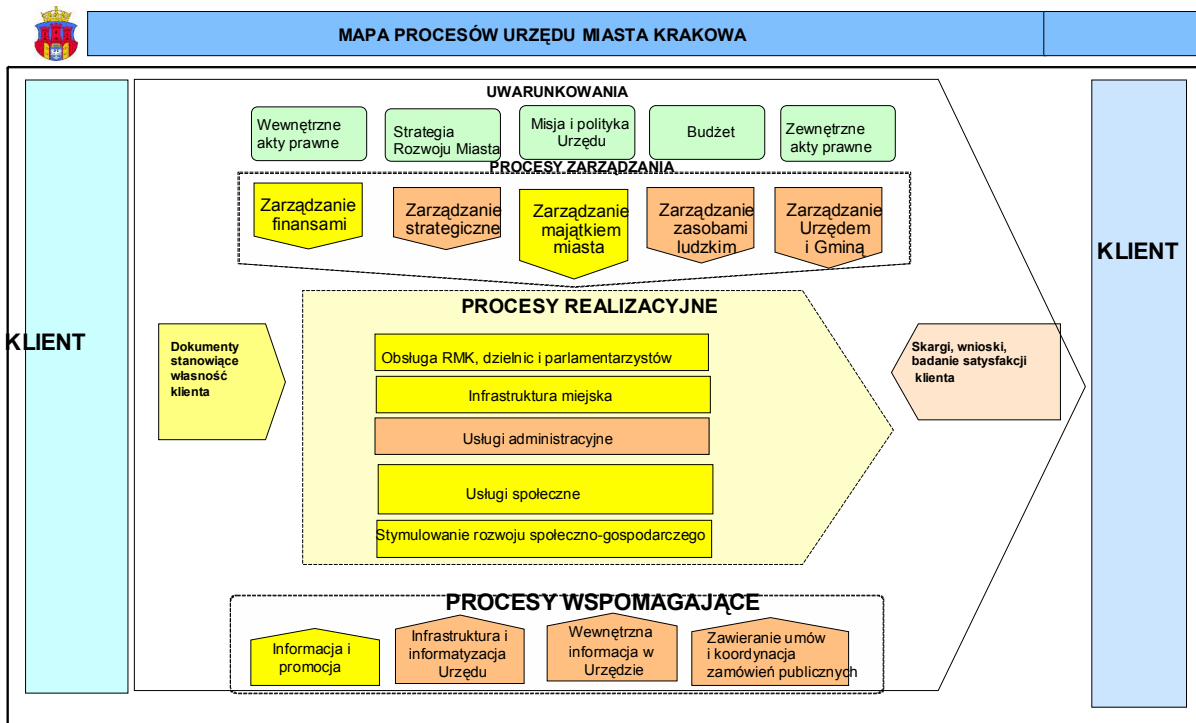 MAPA PROCESÓW URZĘDU MIASTA KRAKOWA
UWARUNKOWANIA
Wewnętrzne
akty prawne
Strategia
Rozwoju Miasta
Misja i polityka
Urzędu
Budżet
Zewnętrzne
akty prawne
PROCESY ZARZĄDZANIA
Zarządzanie
finansami
Zarządzanie
strategiczne
Zarządzanie
majątkiem
miasta
Zarządzanie
zasobami
ludzkim
Zarządzanie
Urzędem
i Gminą
KLIENT
KLIENT
PROCESY REALIZACYJNE
Dokumenty
stanowiące
własność
klienta
Obsługa RMK, dzielnic i parlamentarzystów
Infrastruktura miejska
Usługi administracyjne
Usługi społeczne
Stymulowanie rozwoju społeczno-gospodarczego
Skargi, wnioski,
badanie satysfakcji
klienta
PROCESY WSPOMAGAJĄCE
Informacja i
promocja
Infrastruktura i
informatyzacja
Urzędu
Wewnętrzna
informacja w
Urzędzie
Zawieranie umów
i koordynacja
zamówień publicznych